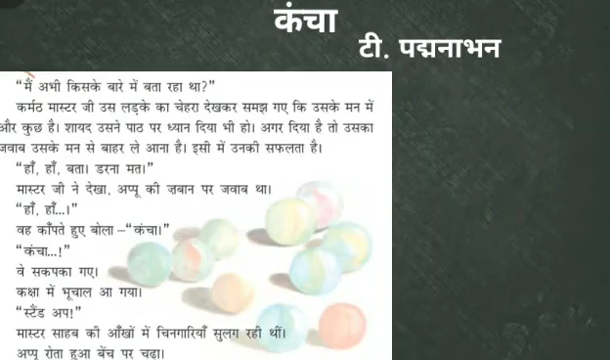 कंचा
टी. पद्मनाभन
“मैं अभी किसके बारे में बता रहा था?”
कर्मठ मास्टर जी उस लड़के का चेहरा देखकर समझ गए कि उसके मन में
और कुछ है। शायद उसने पाठ पर ध्यान दिया भी हो। अगर दिया है तो उसका
जवाब उसके मन से बाहर ले आना है। इसी में उनकी सफलता है।
“हाँ, हाँ, बता। डरना मत।”
मास्टर जी ने देखा, अप्पू की ज़बान पर जवाब था।
“हाँ, हाँ...।”
वह काँपते हुए बोला –“कंचा।”
“कंचा...!”
वे सकपका गए।
कक्षा में भूचाल आ गया।
“स्टैंड अप!”
मास्टर साहब की आँखों में चिनगारियाँ सुलग रही थीं।
अप्पू रोता हुआ बेंच पर चढ़ा।